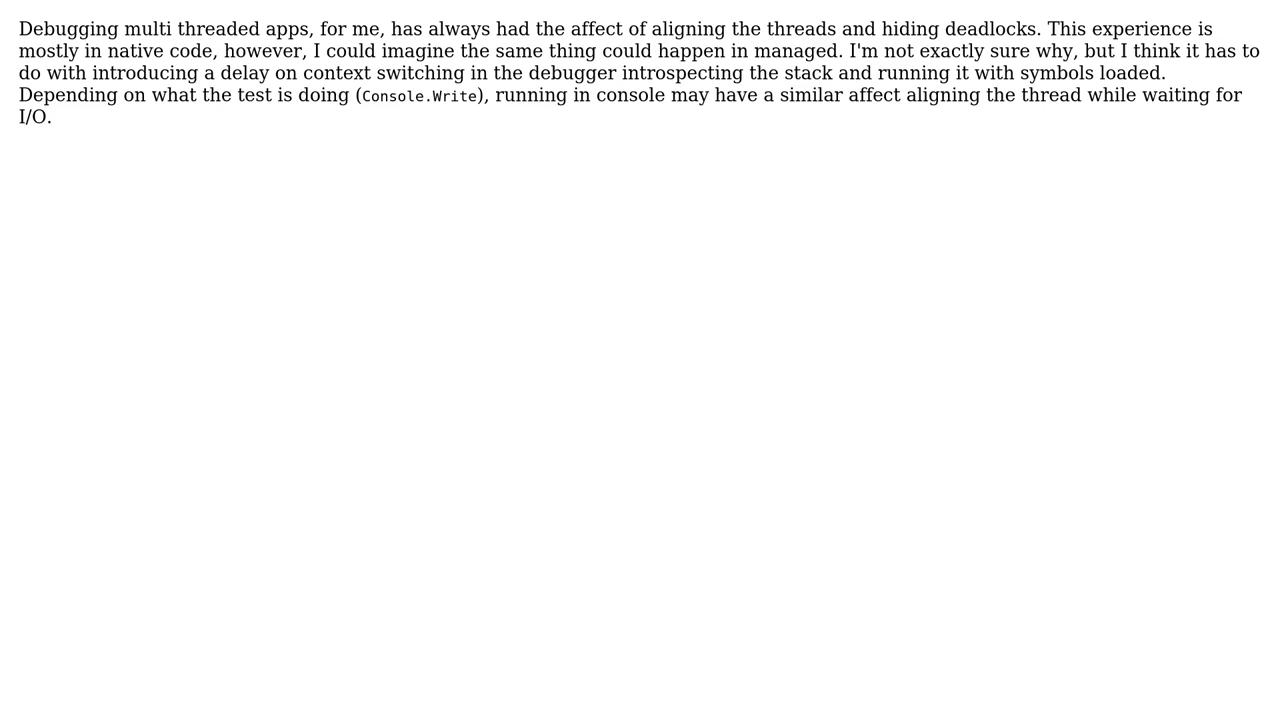 Debugging multi threaded apps, for me, has always had the affect of aligning the threads and hiding deadlocks. This experience is
mostly in native code, however, I could imagine the same thing could happen in managed. I'm not exactly sure why, but I think it has to
do with introducing a delay on context switching in the debugger introspecting the stack and running it with symbols loaded.
Depending on what the test is doing (Console.Write), running in console may have a similar affect aligning the thread while waiting for
I/O.